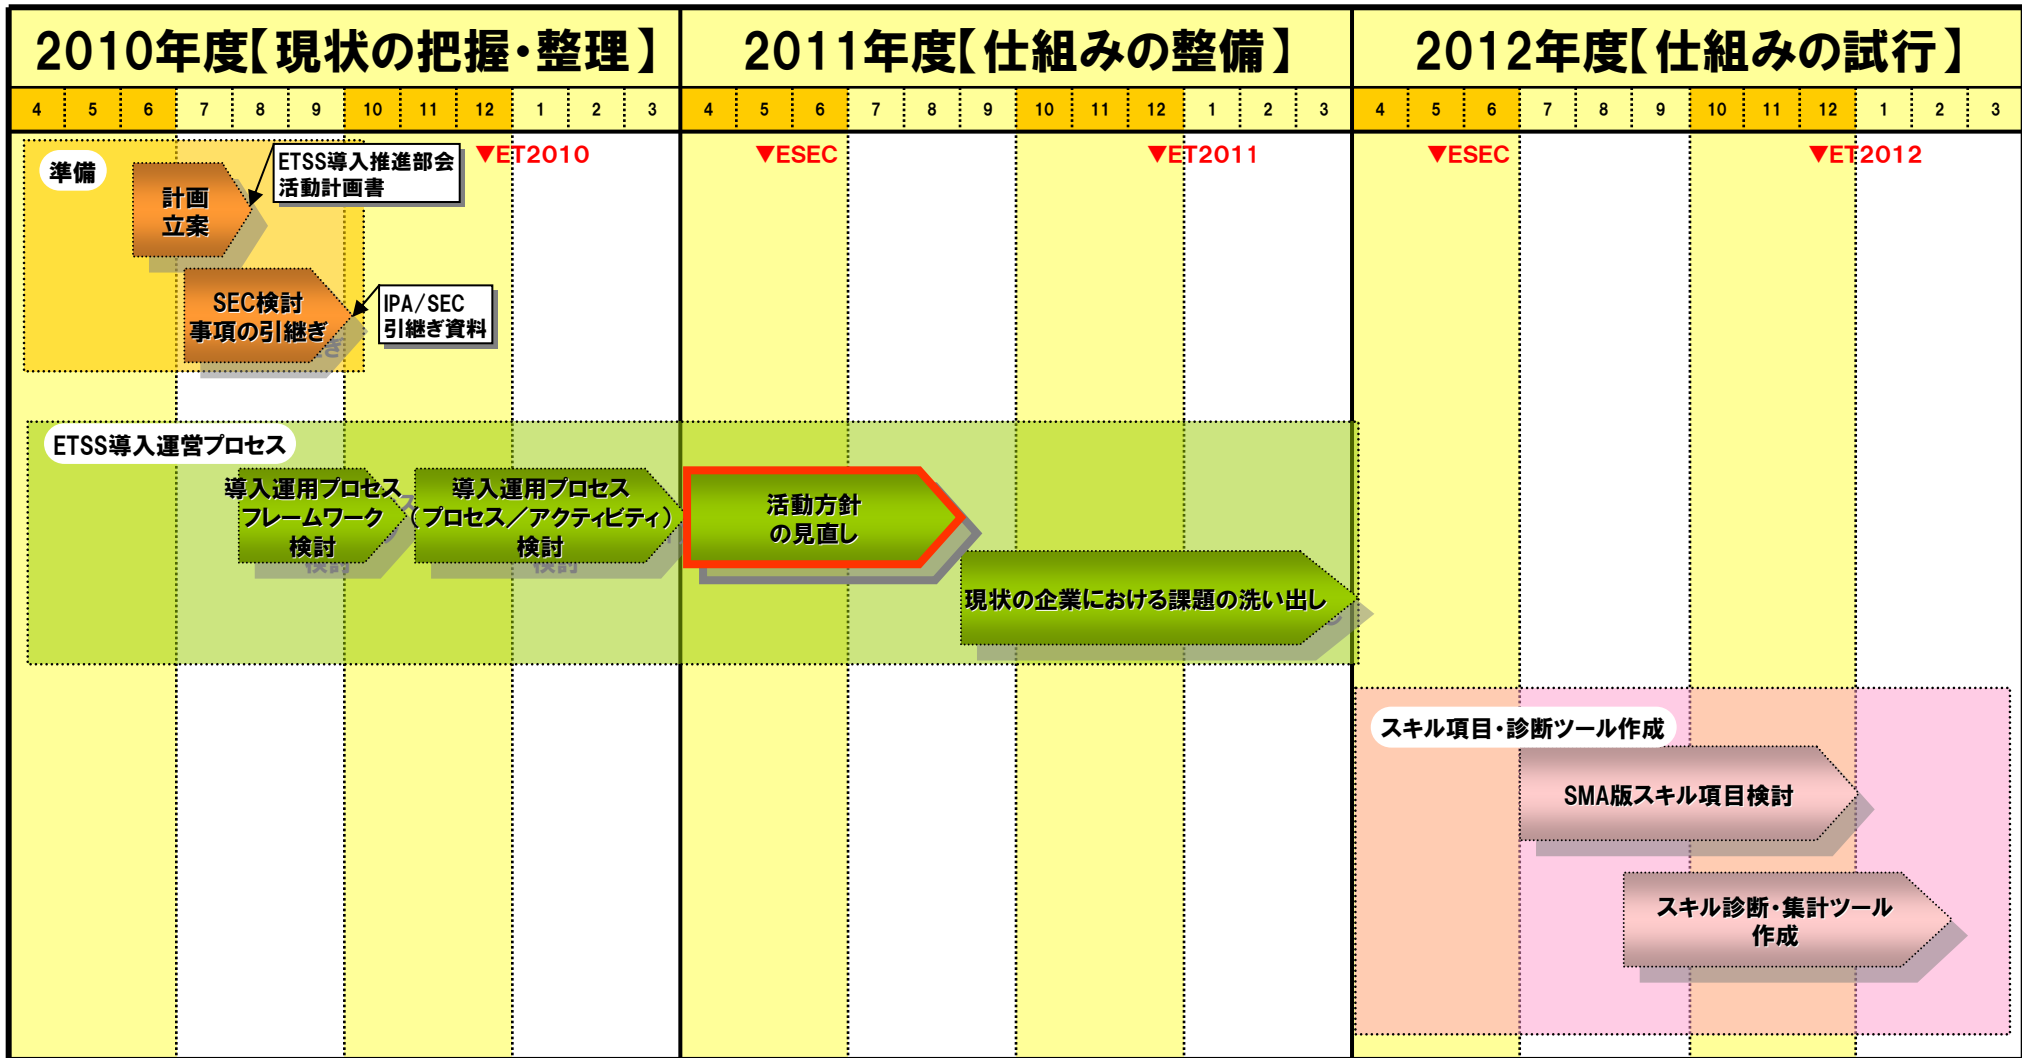 2010年度【現状の把握・整理】
2011年度【仕組みの整備】
2012年度【仕組みの試行】
4 5 6 7 8 9 10 11 12 1 2 3 4 5 6 7 8 9 10 11 12 1 2 3 4 5 6 7 8 9 10 11 12 1 2 3
▼ET2010
▼ESEC
▼ET2011
▼ESEC
▼ET2012
準備
計画
立案
ETSS導入推進部会
活動計画書
SEC検討
事項の引継ぎ
IPA/SEC
引継ぎ資料
ETSS導入運営プロセス
導入運用プロセス
フレームワーク
検討
導入運用プロセス
（プロセス／アクティビティ）
検討
活動方針
の見直し
現状の企業における課題の洗い出し
スキル項目・診断ツール作成
SMA版スキル項目検討
スキル診断・集計ツール
作成